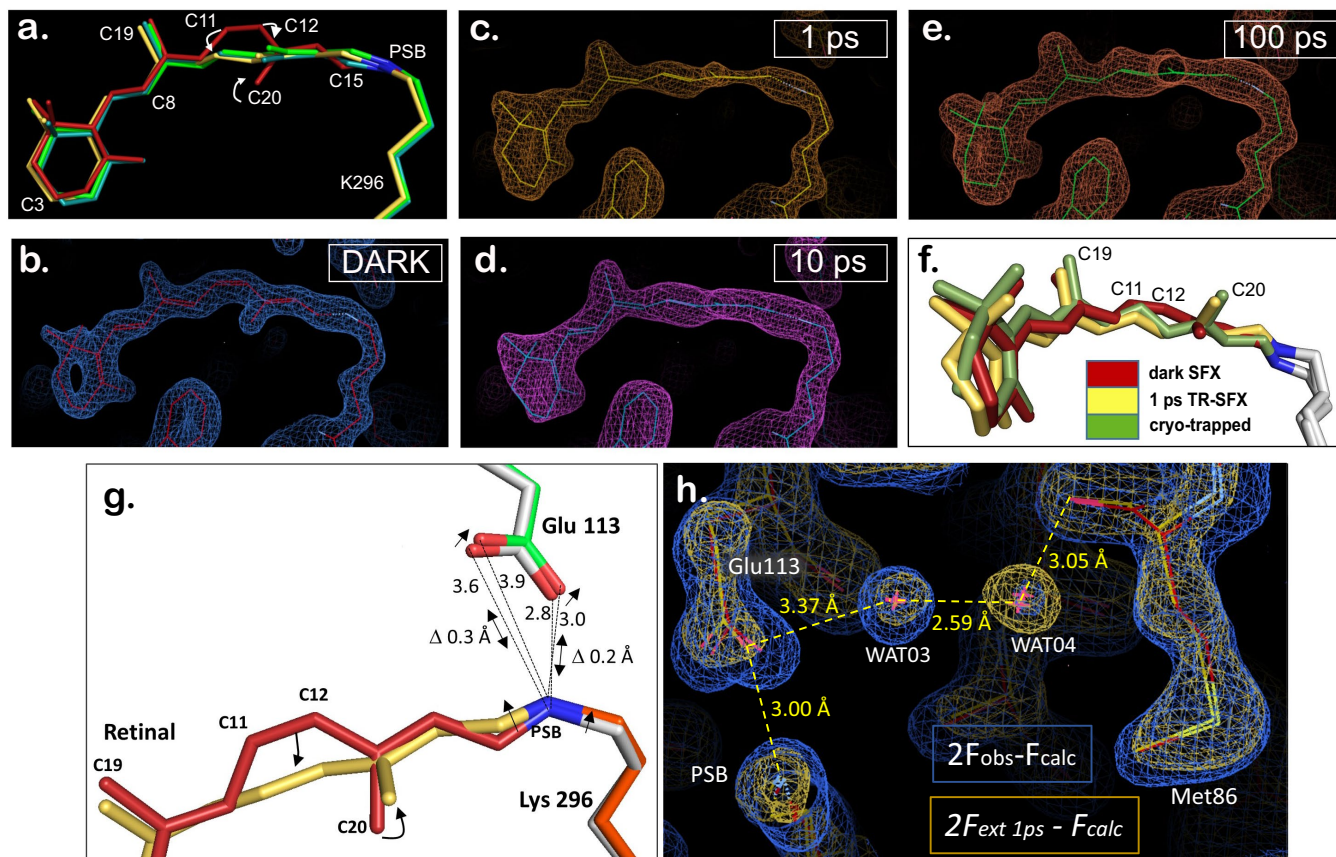 a.
C19
C11
C12
PSB
C8
C20
C15
K296
C3
c.
1 ps
e.
100 ps
b.
DARK
d.
10 ps
f.
C19
C11
C12
C20
dark SFX
1 ps TR-SFX
cryo-trapped
g.
Glu 113
3.6
3.9
2.8
3.0
Δ 0.3 Å
Δ 0.2 Å
C12
C11
Retinal
PSB
C19
Lys 296
C20
h.
Glu113
3.05 Å
3.37 Å
2.59 Å
WAT04
WAT03
3.00 Å
PSB
2Fobs-Fcalc
Met86
2Fext 1ps - Fcalc